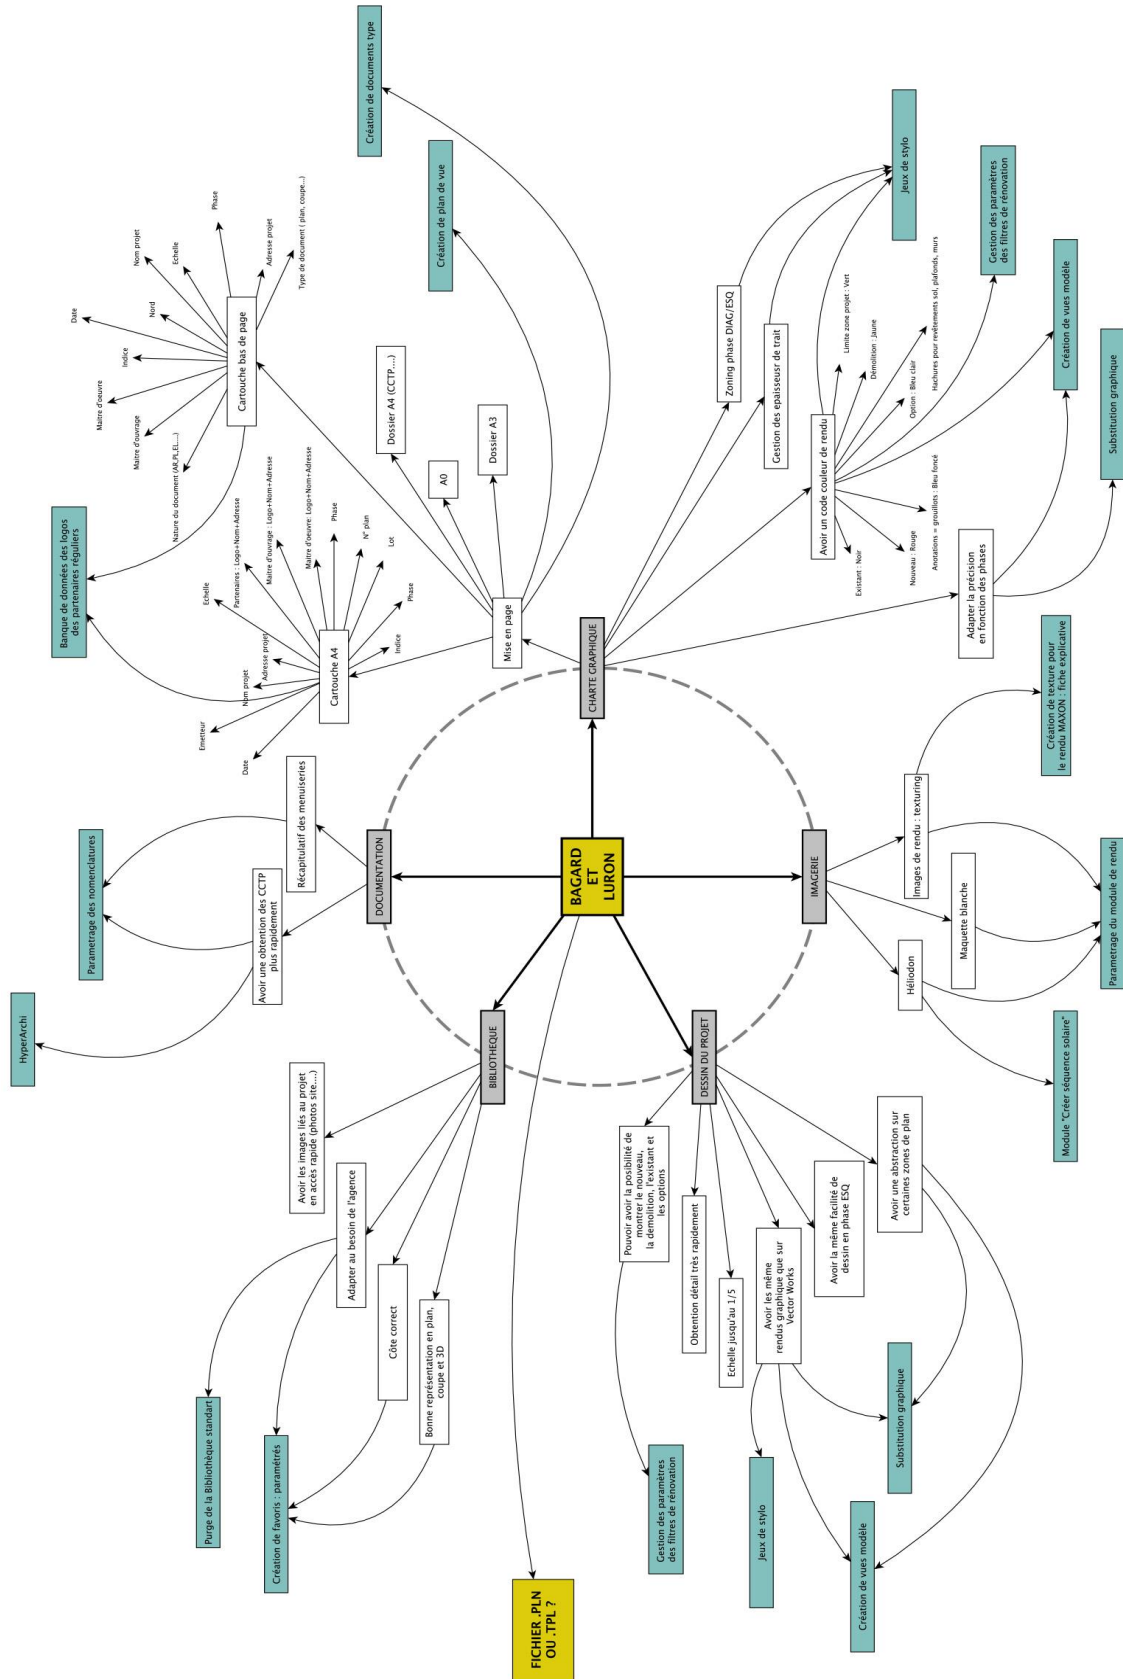 FICHIER .PLN
OU .TPL ?
Purge de la Bibliothèque standart
Création de favoris : paramétrés
Adapter au besoin de l'agence
Côte correct
Bonne représentation en plan,
coupe et 3D
Avoir les images liés au projet
en accès rapide (photos site....)
BIBLIOTHEQUE
HyperArchi
Parametrage des nomenclatures
Avoir une obtention des CCTP
plus rapidement
Récapitulatif des menuiseries
DOCUMENTATION
BAGARD
ET
LURON
Gestion des paramètres
des filtres de rénovation
Jeux de stylo
Création de vues modèle
Substitution graphique
Pouvoir avoir la posibilité de
montrer le nouveau,
la demolition, l'existant et
les options
Obtention détail très rapidement
Echelle jusqu'au 1/5
Avoir les même
rendus graphique que sur
Vector Works
Avoir la même facilité de
dessin en phase ESQ
Avoir une abstraction sur
certaines zones de plan
DESSIN DU PROJET
IMAGERIE
Héliodon
Maquette blanche
Images de rendu : texturing
Module "Créer séquence solaire"
Parametrage du module de rendu
Création de texture pour
le rendu MAXON : fiche explicative
CHARTE GRAPHIQUE
Mise en page
Banque de données des logos
des partenaires réguliers
Cartouche A4
Date
Emetteur
Nom projet
Adresse projet
Echelle
Partenaires : Logo+Nom+Adresse
Maitre d'ouvrage : Logo+Nom+Adresse
Maitre d'oeuvre: Logo+Nom+Adresse
Phase
N° plan
Lot
Phase
Indice
Cartouche bas de page
Nature du document (AR,PL,EL....)
Maitre d'ouvrage
Maitre d'oeuvre
Indice
Date
Nord
Nom projet
Echelle
Phase
Adresse projet
Type de document ( plan, coupe...)
A0
Dossier A4 (CCTP....)
Dossier A3
Création de plan de vue
Création de documents type
Zoning phase DIAG/ESQ
Gestion des epaisseusr de trait
Avoir un code couleur de rendu
Existant : Noir
Nouveau : Rouge
Anotations = grouillons : Bleu foncé
Option : Bleu clair
Hachures pour revêtements sol, plafonds, murs
Démolition : Jaune
Limite zone projet : Vert
Adapter la précision
en fonction des phases
Jeux de stylo
Gestion des paramètres
des filtres de rénovation
Création de vues modèle
Substitution graphique